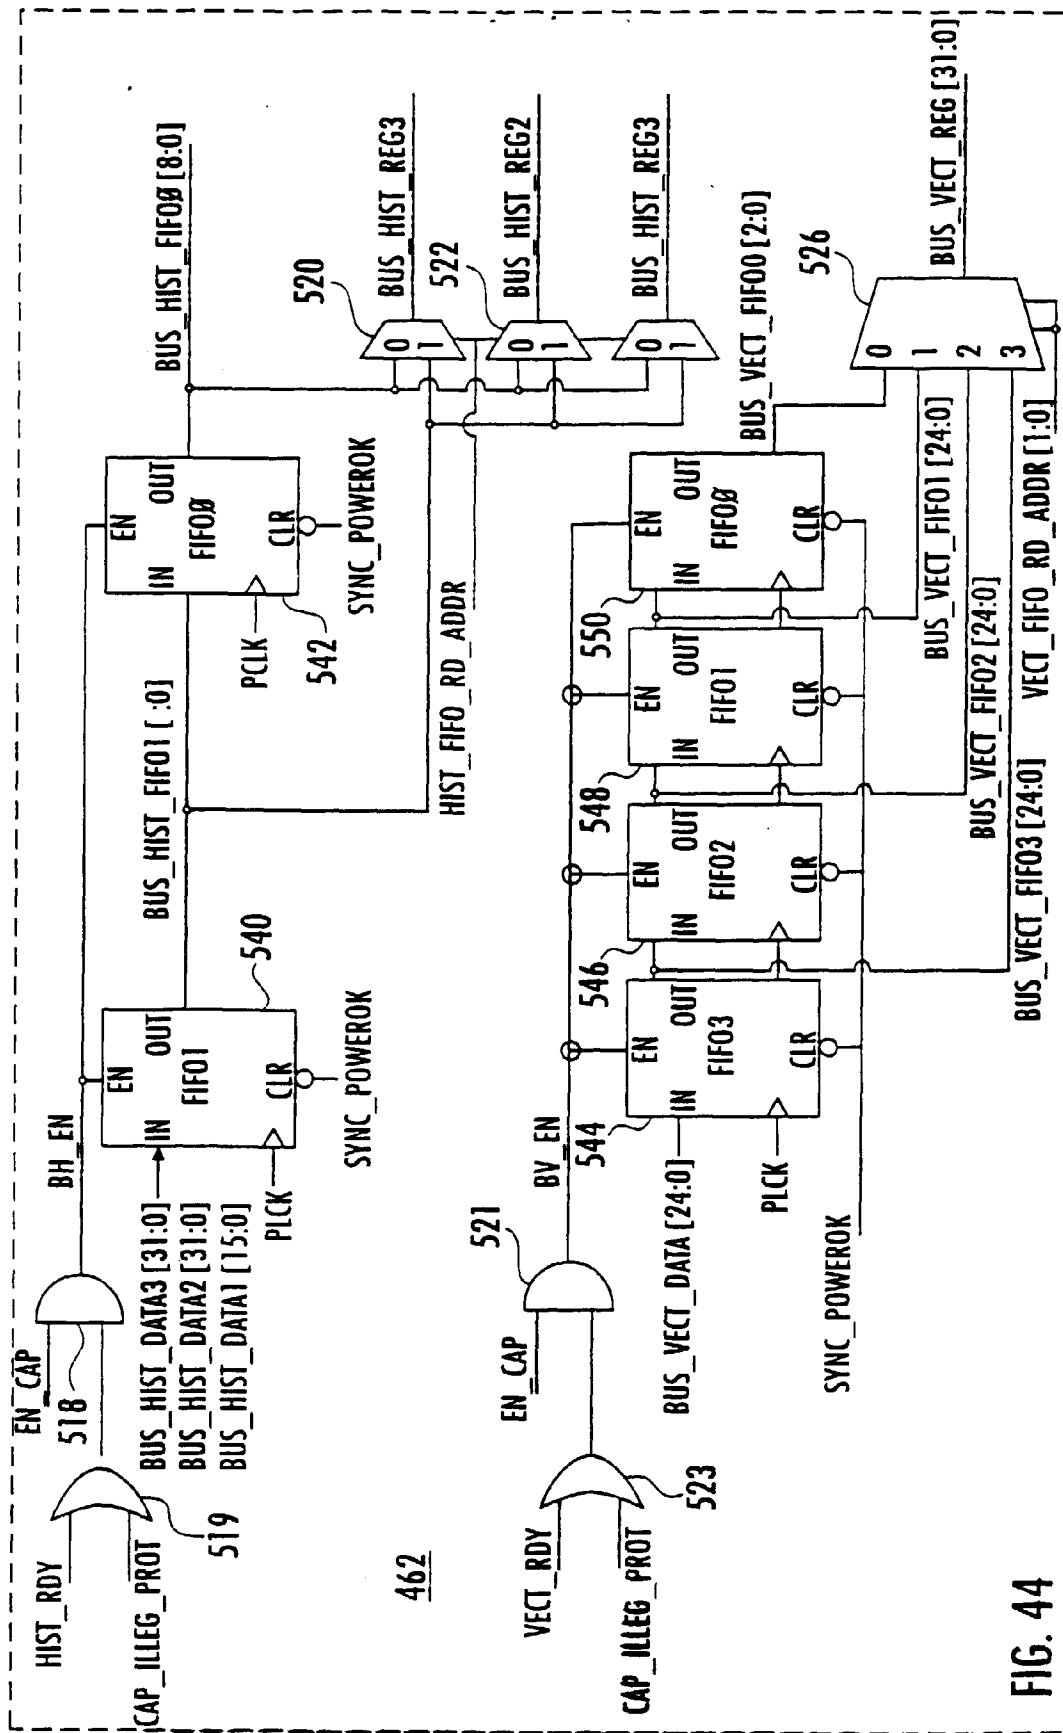 HIST_RDY
CAP_ILLEG_PROT
519
EN_CAP
518
BH_EN
BUS_HIST_DATA3 [31:0]
BUS_HIST_DATA2 [31:0]
BUS_HIST_DATA1 [15:0]
PLCK
IN
EN
OUT
FIFO1
CLR
540
SYNC_POWEROK
BUS_HIST_FIFO1 [ :0]
HIST_FIFO_RD_ADDR
PCLK
542
IN
EN
OUT
FIFOØ
CLR
SYNC_POWEROK
BUS_HIST_FIFOØ [8:0]
520
0
1
BUS_HIST_REG3
522
0
1
BUS_HIST_REG2
0
1
BUS_HIST_REG3
462
VECT_RDY
CAP_ILLEG_PROT
523
EN_CAP
521
BV_EN
BUS_VECT_DATA [24:0]
PLCK
SYNC_POWEROK
544
IN
EN
OUT
FIFO3
CLR
546
IN
EN
OUT
FIFO2
CLR
548
IN
EN
OUT
FIFO1
CLR
550
IN
EN
OUT
FIFOØ
CLR
BUS_VECT_FIFO0 [2:0]
BUS_VECT_FIFO1 [24:0]
BUS_VECT_FIFO2 [24:0]
BUS_VECT_FIFO3 [24:0]
VECT_FIFO_RD_ADDR [1:0]
526
0
1
2
3
BUS_VECT_REG [31:0]
FIG. 44